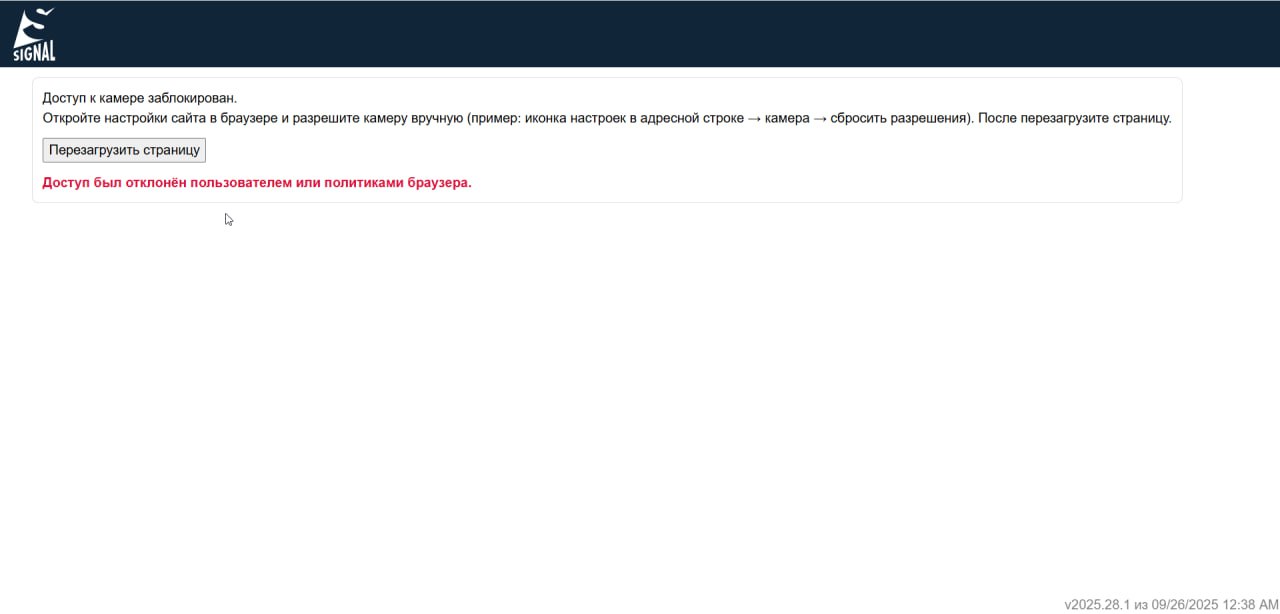 SIGNAL
Доступ к камере заблокирован.
Откройте настройки сайта в браузере и разрешите камеру вручную (пример: иконка настроек в адресной строке → камера → сбросить разрешения). После перезагрузите страницу.
Перезагрузить страницу
Доступ был отклонён пользователем или политиками браузера.
v2025.28.1 из 09/26/2025 12:38 AM